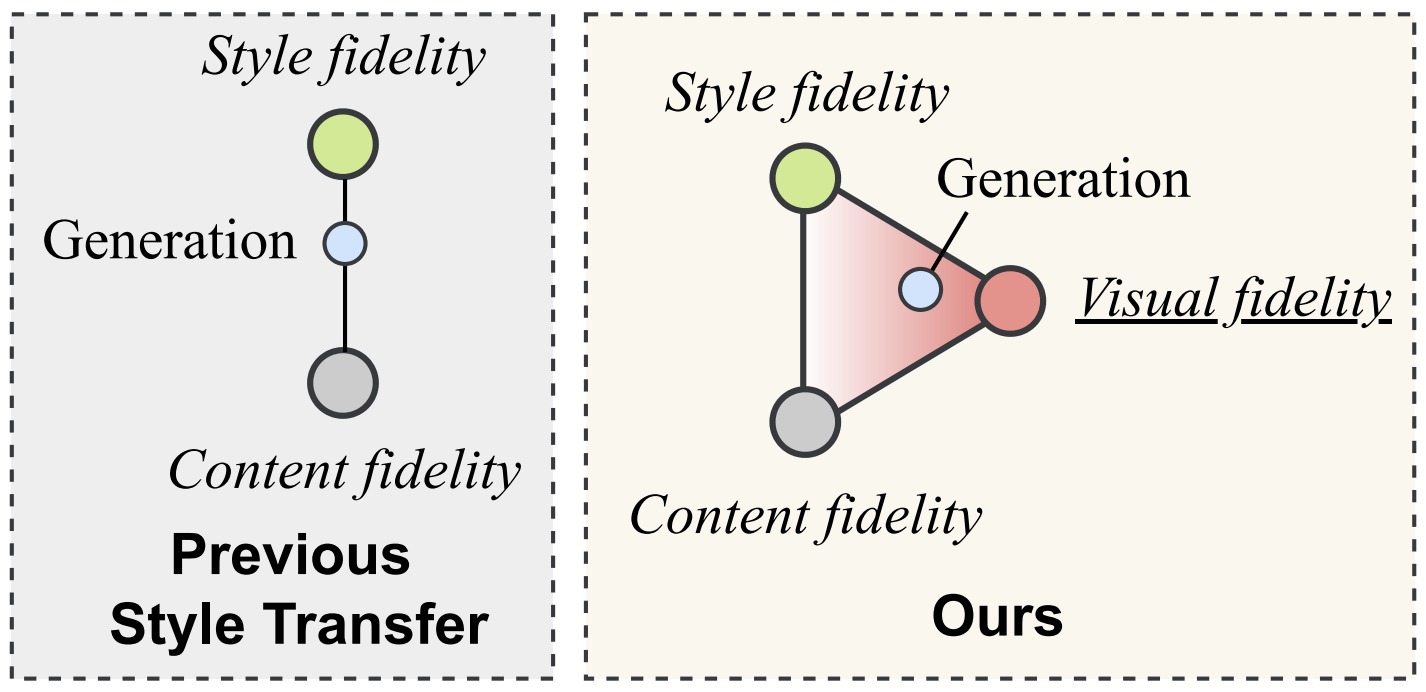 Style fidelity
Generation
Content fidelity
Previous
Style Transfer
Style fidelity
Generation
Visual fidelity
Content fidelity
Ours